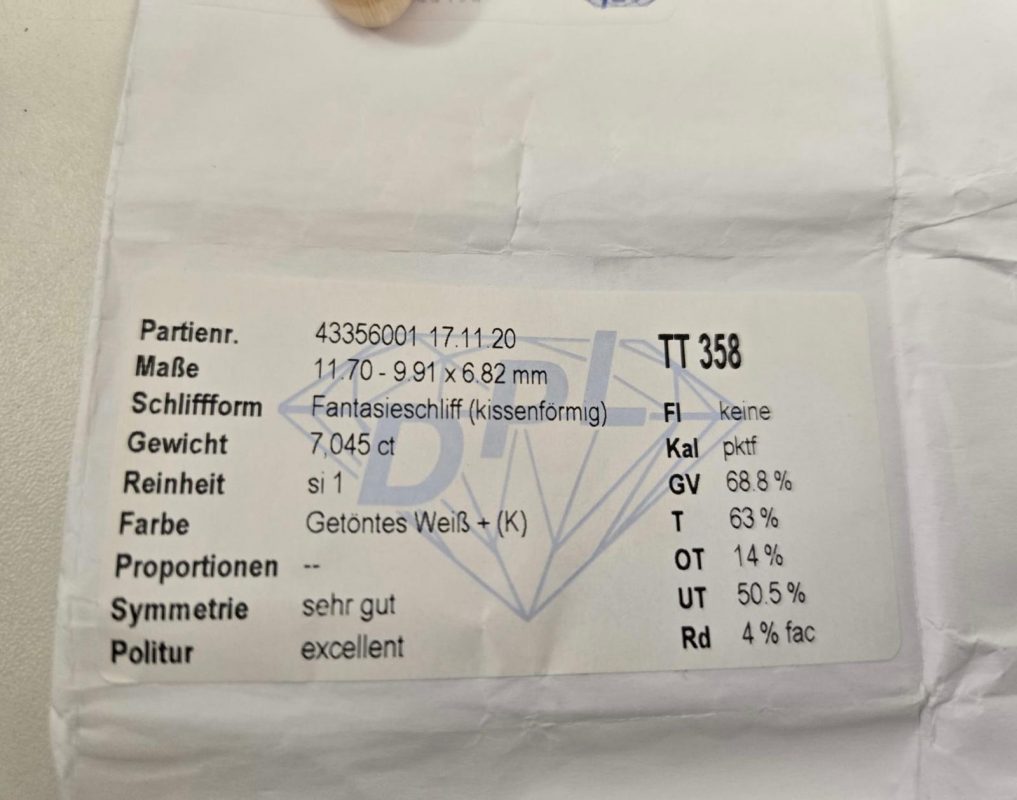 Partienr. 43356001 17.11.20 TT 358
Maße 11.70 - 9.91 x 6.82 mm
Schliffform Fantasieschliff (kissenförmig) Fl keine
Gewicht 7,045 ct Kal pktf
Reinheit si 1 GV 68.8 %
Farbe Getöntes Weiß + (K) T 63 %
Proportionen -- OT 14 %
Symmetrie sehr gut UT 50.5 %
Politur excellent Rd 4 % fac
DPL